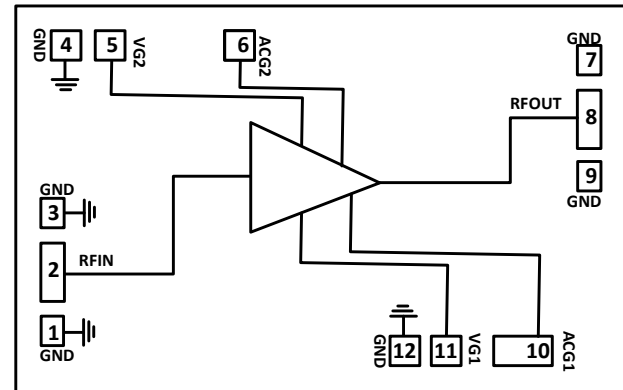 GND
4
5
VG2
6
ACG2
GND
7
RFOUT
8
9
GND
GND
3
2
RFIN
1
GND
GND
12
11
VG1
10
ACG1